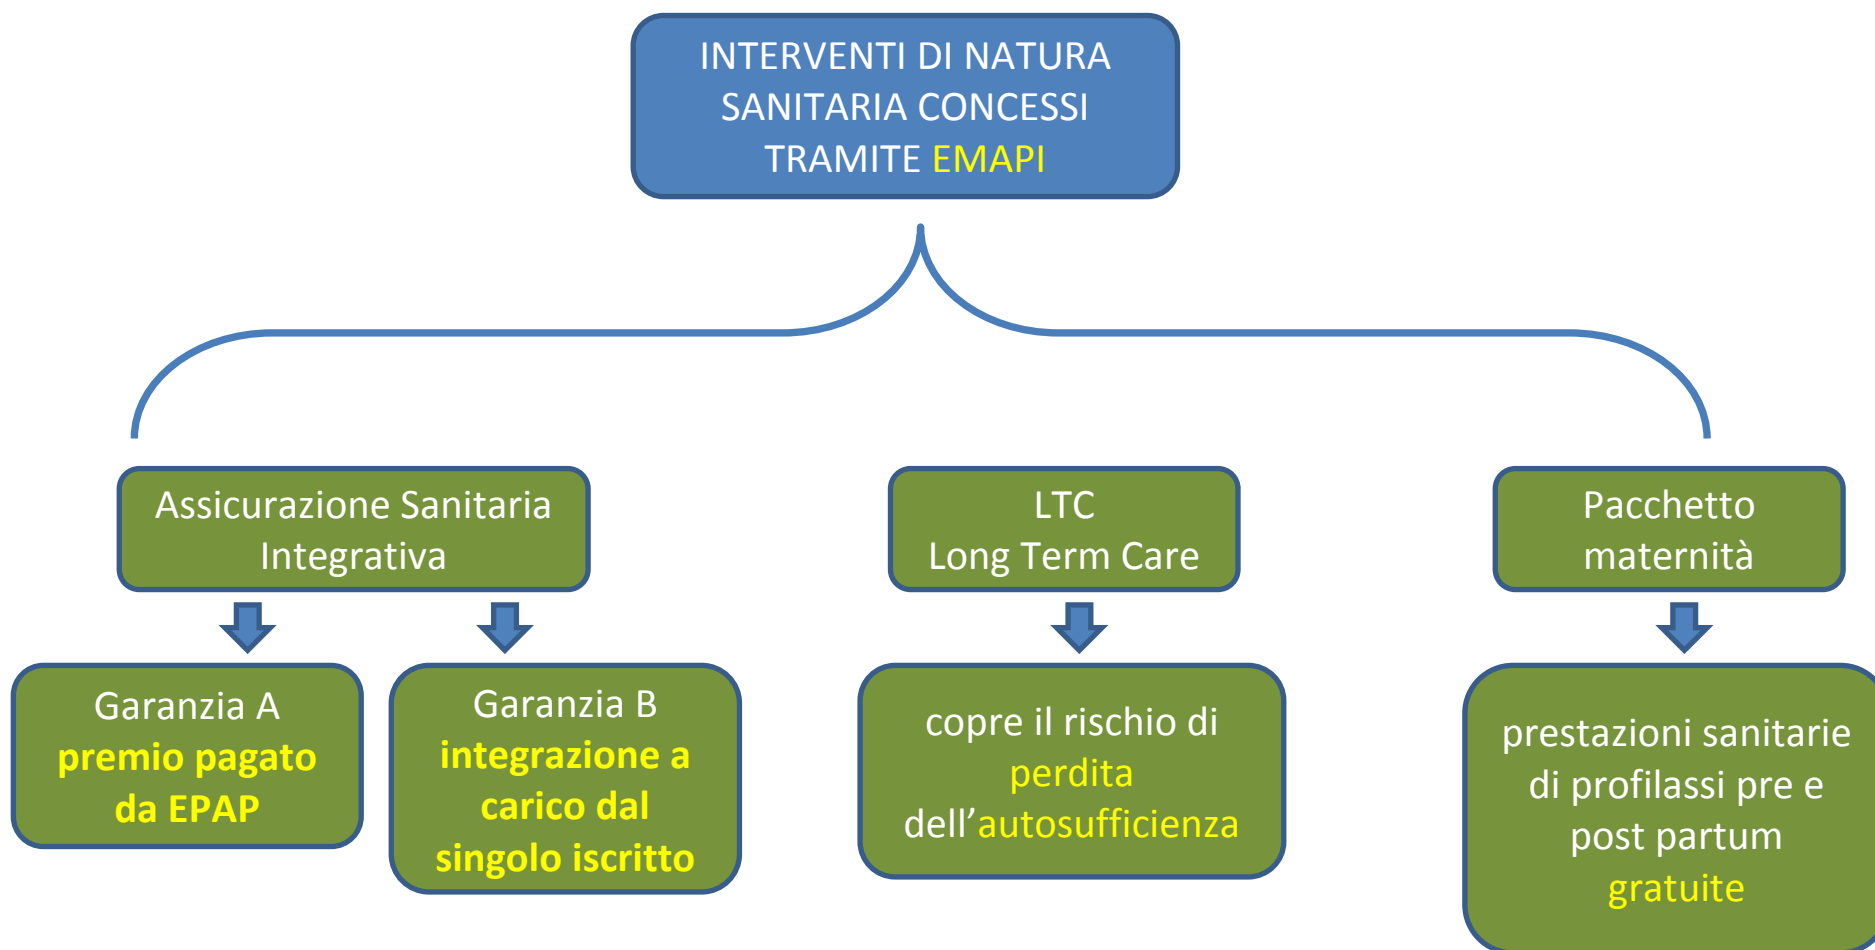 INTERVENTI DI NATURA
SANITARIA CONCESSI
TRAMITE EMAPI
Assicurazione Sanitaria
Integrativa
LTC
Long Term Care
Pacchetto
maternità
Garanzia A
premio pagato
da EPAP
Garanzia B
integrazione a
carico dal
singolo iscritto
copre il rischio di
perdita
dell’autosufficienza
prestazioni sanitarie
di profilassi pre e
post partum
gratuite